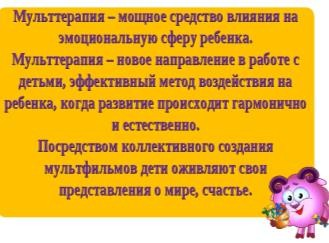 Мульттерапия – мощное средство влияния на
эмоциональную сферу ребенка.
Мульттерапия – новое направление в работе с
детьми, эффективный метод воздействия на
ребенка, когда развитие происходит гармонично
и естественно.
Посредством коллективного создания
мультфильмов дети оживляют свои
представления о мире, счастье.